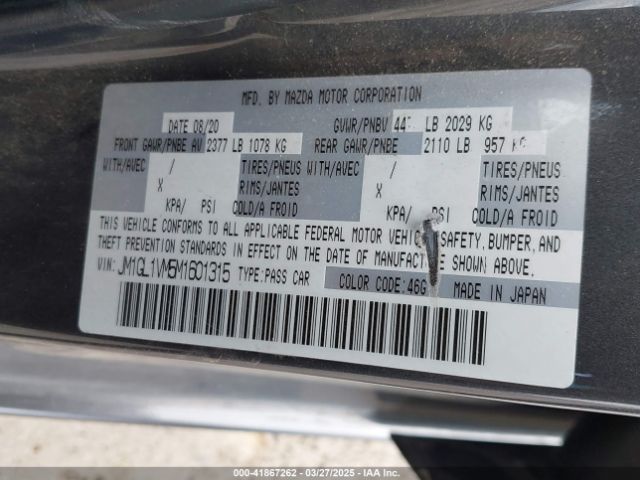 MFD. BY MAZDA MOTOR CORPORATION
DATE 08/20 GVWR/PNBV 447 LB 2029 KG
FRONT GAWR/PNBE AV 2377 LB 1078 KG REAR GAWR/PNBE 2110 LB 957 KG
WITH/AVEC / TIRES/PNEUS WITH/AVEC / TIRES/PNEUS
X RIMS/JANTES X RIMS/JANTES
KPA/ PSI COLD/A FROID KPA/ PSI COLD/A FROID
THIS VEHICLE CONFORMS TO ALL APPLICABLE FEDERAL MOTOR VEHICLE SAFETY, BUMPER, AND
THEFT PREVENTION STANDARDS IN EFFECT ON THE DATE OF MANUFACTURE SHOWN ABOVE.
VIN: JM1GL1VM5M1601315 TYPE:PASS CAR COLOR CODE:46G MADE IN JAPAN
000-41867262 - 03/27/2025 - IAA Inc.